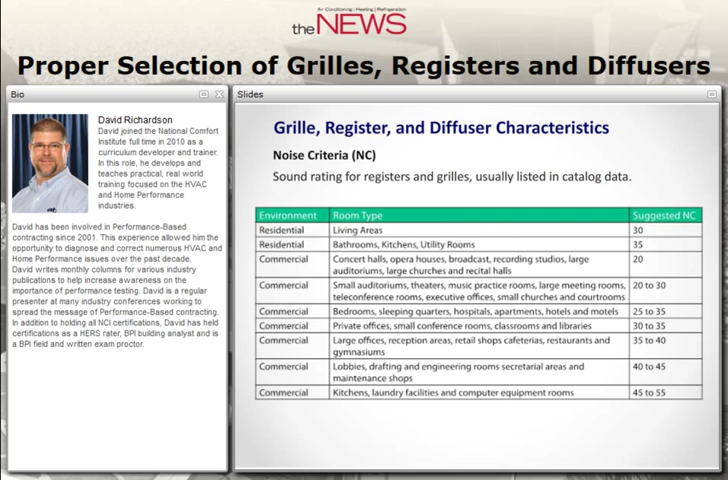 Air Conditioning | Heating | Refrigeration
the NEWS
Proper Selection of Grilles, Registers and Diffusers
Bio
David Richardson
David joined the National Comfort
Institute full time in 2010 as a
curriculum developer and trainer.
In this role, he develops and
teaches practical, real world
training focused on the HVAC
and Home Performance
industries.
David has been involved in Performance-Based
contracting since 2001. This experience allowed him the
opportunity to diagnose and correct numerous HVAC and
Home Performance issues over the past decade.
David writes monthly columns for various industry
publications to help increase awareness on the
importance of performance testing. David is a regular
presenter at many industry conferences working to
spread the message of Performance-Based contracting.
In addition to holding all NCI certifications, David has held
certifications as a HERS rater, BPI building analyst and is
a BPI field and written exam proctor.
Slides
Grille, Register, and Diffuser Characteristics
Noise Criteria (NC)
Sound rating for registers and grilles, usually listed in catalog data.
Environment Room Type Suggested NC
Residential Living Areas 30
Residential Bathrooms, Kitchens, Utility Rooms 35
Commercial Concert halls, opera houses, broadcast, recording studios, large 20
auditoriums, large churches and recital halls
Commercial Small auditoriums, theaters, music practice rooms, large meeting rooms, 20 to 30
teleconference rooms, executive offices, small churches and courtrooms
Commercial Bedrooms, sleeping quarters, hospitals, apartments, hotels and motels 25 to 35
Commercial Private offices, small conference rooms, classrooms and libraries 30 to 35
Commercial Large offices, reception areas, retail shops cafeterias, restaurants and 35 to 40
gymnasiums
Commercial Lobbies, drafting and engineering rooms secretarial areas and 40 to 45
maintenance shops
Commercial Kitchens, laundry facilities and computer equipment rooms 45 to 55